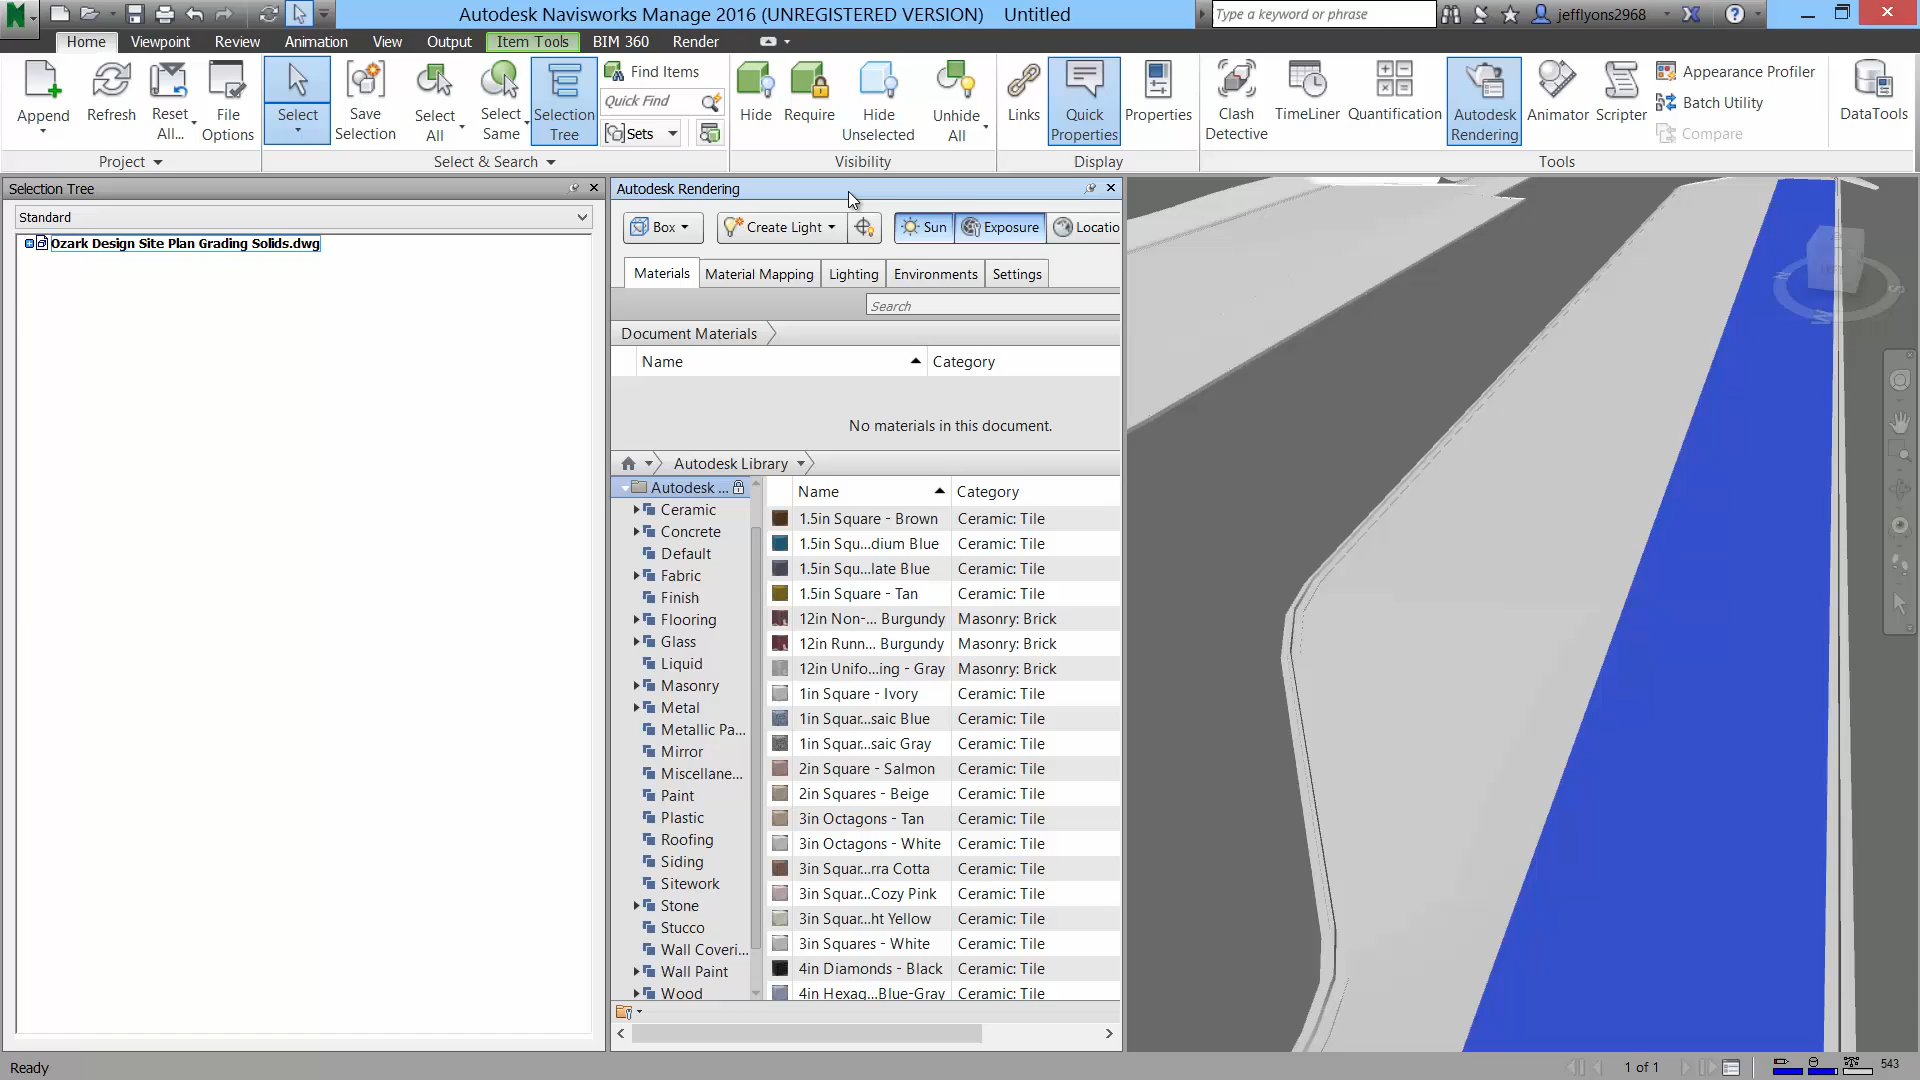 Autodesk Navisworks Manage 2016 (UNREGISTERED VERSION) Untitled
Type a keyword or phrase
jefflyons2968
Home Viewpoint Review Animation View Output Item Tools BIM 360 Render
Append
Refresh
Reset All...
File Options
Project
Select
Save Selection
Select All
Select Same
Selection Tree
Find Items
Quick Find
Sets
Select & Search
Hide
Require
Hide Unselected
Unhide All
Visibility
Links
Quick Properties
Properties
Display
Clash Detective
TimeLiner
Quantification
Autodesk Rendering
Animator
Scripter
Appearance Profiler
Batch Utility
Compare
Tools
DataTools
Selection Tree
Standard
Ozark Design Site Plan Grading Solids.dwg
Autodesk Rendering
Box Create Light Sun Exposure Locatio
Materials Material Mapping Lighting Environments Settings
Search
Document Materials
Name Category
No materials in this document.
Autodesk Library
Autodesk ...
Ceramic
Concrete
Default
Fabric
Finish
Flooring
Glass
Liquid
Masonry
Metal
Metallic Pa...
Mirror
Miscellane...
Paint
Plastic
Roofing
Siding
Sitework
Stone
Stucco
Wall Coveri...
Wall Paint
Wood
Name Category
1.5in Square - Brown Ceramic: Tile
1.5in Squ...dium Blue Ceramic: Tile
1.5in Squ...late Blue Ceramic: Tile
1.5in Square - Tan Ceramic: Tile
12in Non-... Burgundy Masonry: Brick
12in Runn... Burgundy Masonry: Brick
12in Unifo...ing - Gray Masonry: Brick
1in Square - Ivory Ceramic: Tile
1in Squar...saic Blue Ceramic: Tile
1in Squar...saic Gray Ceramic: Tile
2in Square - Salmon Ceramic: Tile
2in Squares - Beige Ceramic: Tile
3in Octagons - Tan Ceramic: Tile
3in Octagons - White Ceramic: Tile
3in Squar...rra Cotta Ceramic: Tile
3in Squar...Cozy Pink Ceramic: Tile
3in Squar...ht Yellow Ceramic: Tile
3in Squares - White Ceramic: Tile
4in Diamonds - Black Ceramic: Tile
4in Hexag...Blue-Gray Ceramic: Tile
Ready
1 of 1
543